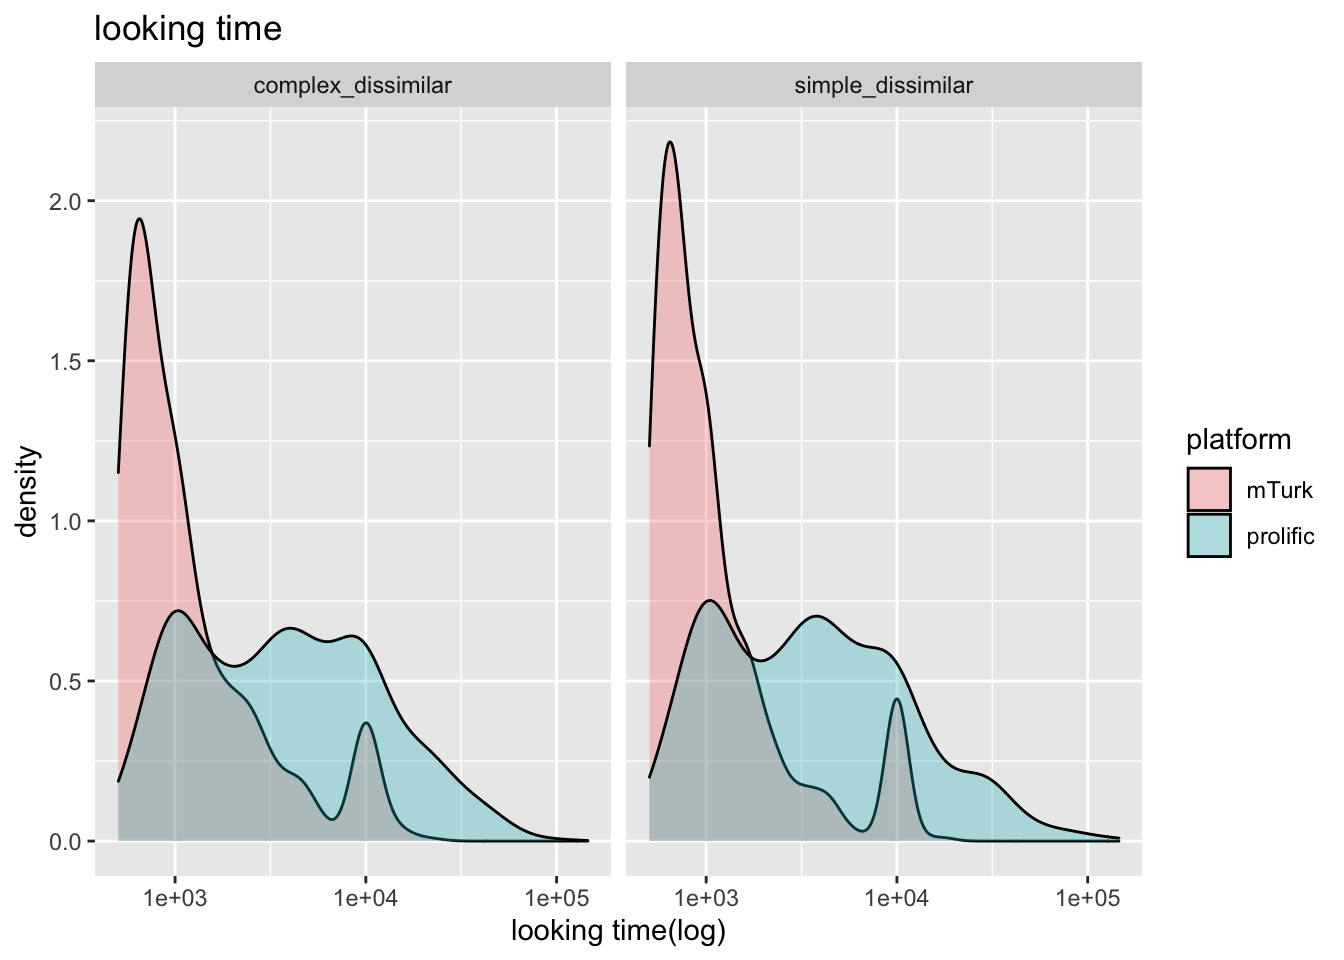 looking time
complex_dissimilar
simple_dissimilar
density
2.0
1.5
1.0
0.5
0.0
1e+03
1e+04
1e+05
1e+03
1e+04
1e+05
looking time(log)
platform
mTurk
prolific